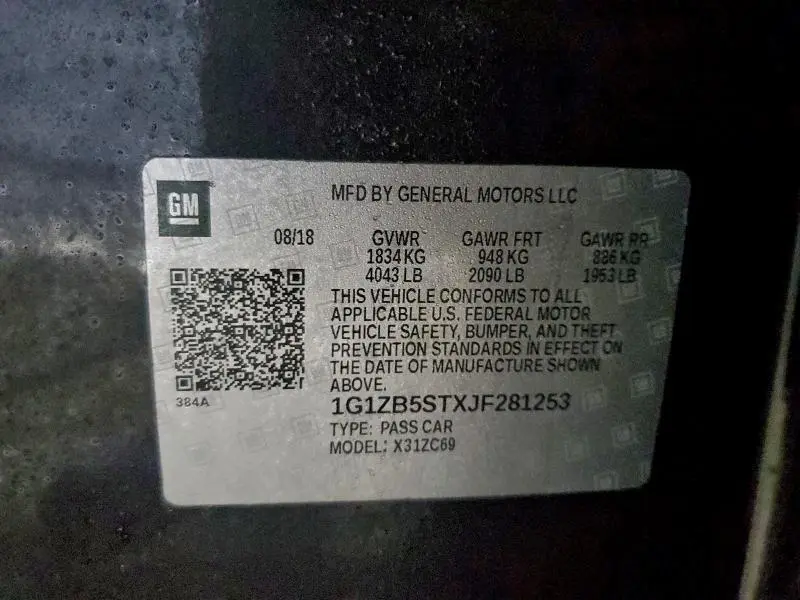 GM
MFD BY GENERAL MOTORS LLC
08/18 GVWR GAWR FRT GAWR RR
1834 KG 948 KG 886 KG
4043 LB 2090 LB 1953 LB
THIS VEHICLE CONFORMS TO ALL
APPLICABLE U.S. FEDERAL MOTOR
VEHICLE SAFETY, BUMPER, AND THEFT
PREVENTION STANDARDS IN EFFECT ON
THE DATE OF MANUFACTURE SHOWN
ABOVE.
384A
1G1ZB5STXJF281253
TYPE: PASS CAR
MODEL: X31ZC69